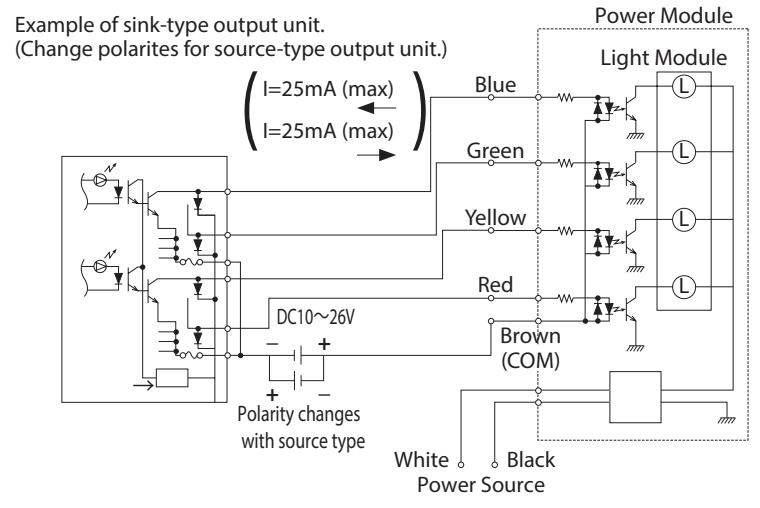 Example of sink-type output unit.
(Change polarites for source-type output unit.)
Power Module
Light Module
I=25mA (max)
I=25mA (max)
Blue
Green
Yellow
Red
Brown
(COM)
L
L
L
L
DC10～26V
− +
+ −
Polarity changes
with source type
White Black
Power Source